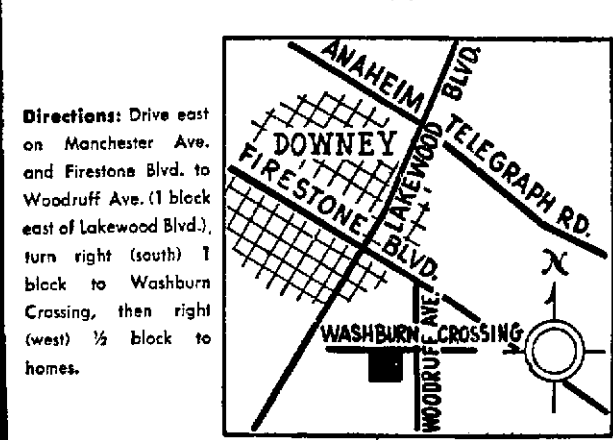 Directions: Drive east
on Manchester Ave.
and Firestone Blvd. to
Woodruff Ave. (1 block
east of Lakewood Blvd.),
turn right (south) 1
block to Washburn
Crossing, then right
(west) ½ block to
homes.
ANAHEIM TELEGRAPH RD.
LAKEWOOD BLVD.
DOWNEY
FIRESTONE BLVD.
N
WASHBURN CROSSING
WOODRUFF AVE.